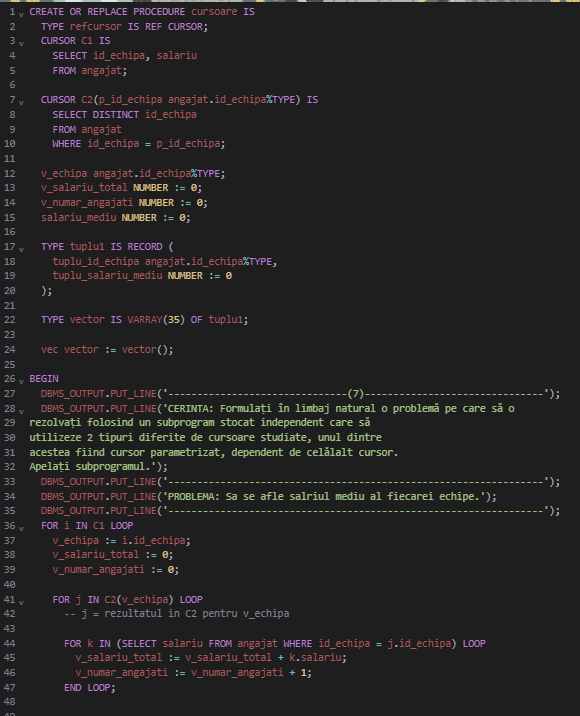 1 CREATE OR REPLACE PROCEDURE cursoare IS
2 TYPE refcursor IS REF CURSOR;
3 CURSOR C1 IS
4 SELECT id_echipa, salariu
5 FROM angajat;
6
7 CURSOR C2(p_id_echipa angajat.id_echipa%TYPE) IS
8 SELECT DISTINCT id_echipa
9 FROM angajat
10 WHERE id_echipa = p_id_echipa;
11
12 v_echipa angajat.id_echipa%TYPE;
13 v_salariu_total NUMBER := 0;
14 v_numar_angajati NUMBER := 0;
15 salariu_mediu NUMBER := 0;
16
17 TYPE tuplu1 IS RECORD (
18 tuplu_id_echipa angajat.id_echipa%TYPE,
19 tuplu_salariu_mediu NUMBER := 0
20 );
21
22 TYPE vector IS VARRAY(35) OF tuplu1;
23
24 vec vector := vector();
25
26 BEGIN
27 DBMS_OUTPUT.PUT_LINE('-------------------------------(7)-------------------------------');
28 DBMS_OUTPUT.PUT_LINE('CERINTA: Formulați în limbaj natural o problemă pe care să o
29 rezolvați folosind un subprogram stocat independent care să
30 utilizeze 2 tipuri diferite de cursoare studiate, unul dintre
31 acestea fiind cursor parametrizat, dependent de celălalt cursor.
32 Apelați subprogramul.');
33 DBMS_OUTPUT.PUT_LINE('-----------------------------------------------------------------');
34 DBMS_OUTPUT.PUT_LINE('PROBLEMA: Sa se afle salriul mediu al fiecarei echipe.');
35 DBMS_OUTPUT.PUT_LINE('-----------------------------------------------------------------');
36 FOR i IN C1 LOOP
37 v_echipa := i.id_echipa;
38 v_salariu_total := 0;
39 v_numar_angajati := 0;
40
41 FOR j IN C2(v_echipa) LOOP
42 -- j = rezultatul in C2 pentru v_echipa
43
44 FOR k IN (SELECT salariu FROM angajat WHERE id_echipa = j.id_echipa) LOOP
45 v_salariu_total := v_salariu_total + k.salariu;
46 v_numar_angajati := v_numar_angajati + 1;
47 END LOOP;
48